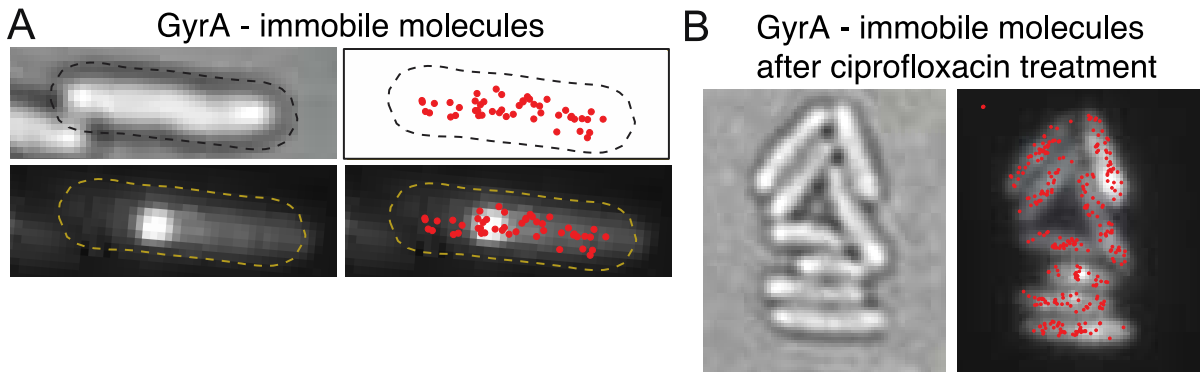 A
GyrA - immobile molecules
B
GyrA - immobile molecules
after ciprofloxacin treatment